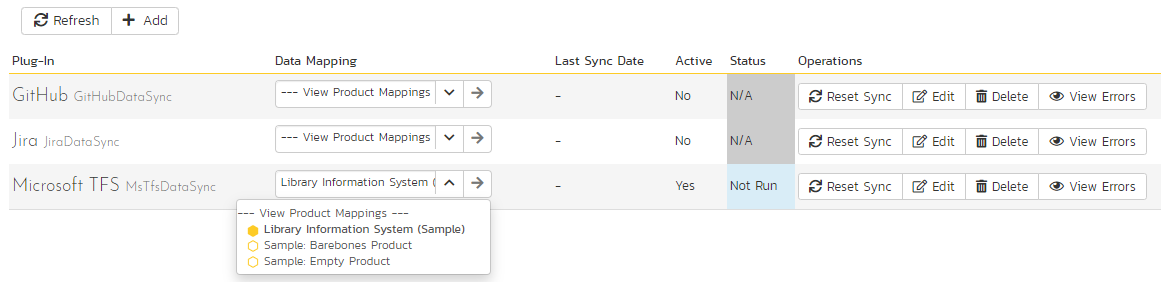 Refresh Add
Plug-In Data Mapping Last Sync Date Active Status Operations
GitHub GitHubDataSync --- View Product Mappings - No N/A Reset Sync Edit Delete View Errors
Jira JiraDataSync --- View Product Mappings - No N/A Reset Sync Edit Delete View Errors
Microsoft TFS MsTfsDataSync Library Information System ( - Yes Not Run Reset Sync Edit Delete View Errors
--- View Product Mappings ---
Library Information System (Sample)
Sample: Barebones Product
Sample: Empty Product